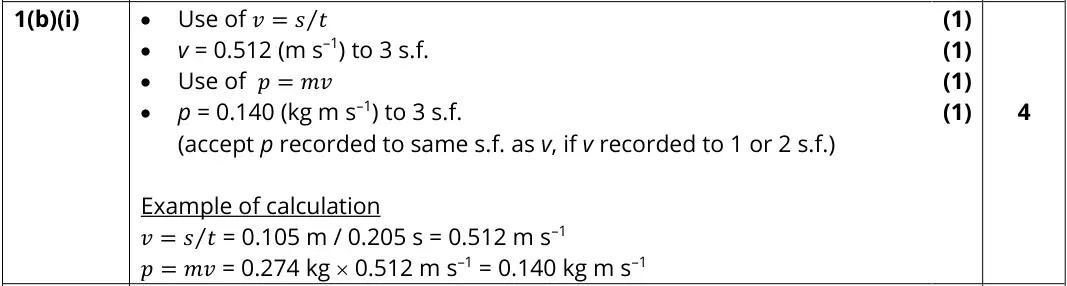 1(b)(i)
• Use of v = s/t (1)
• v = 0.512 (m s⁻¹) to 3 s.f. (1)
• Use of p = mv (1)
• p = 0.140 (kg m s⁻¹) to 3 s.f. (1) 4
(accept p recorded to same s.f. as v, if v recorded to 1 or 2 s.f.)
Example of calculation
v = s/t = 0.105 m / 0.205 s = 0.512 m s⁻¹
p = mv = 0.274 kg × 0.512 m s⁻¹ = 0.140 kg m s⁻¹